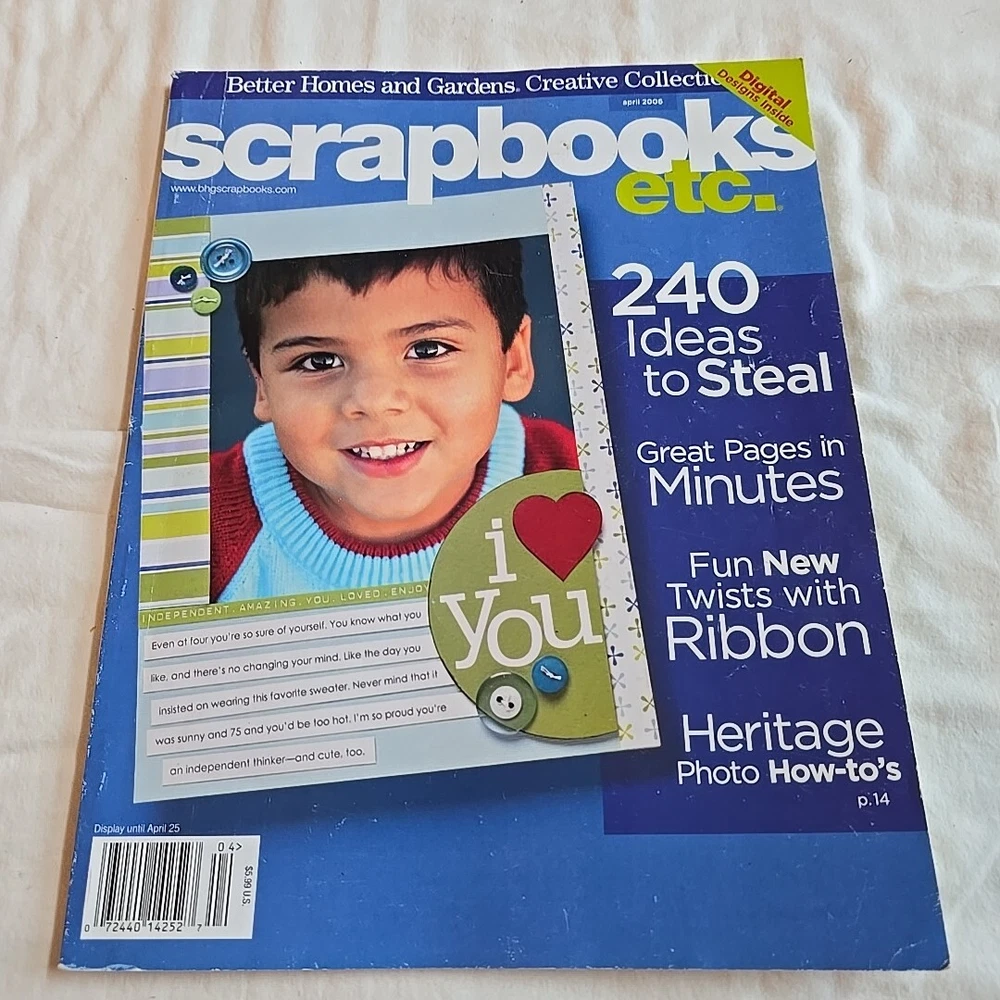 Better Homes and Gardens® Creative Collectio
Digital
Designs Inside
april 2006
scrapbooks
etc.
www.bhgscrapbooks.com
240
Ideas
to Steal
Great Pages in
Minutes
Fun New
Twists with
Ribbon
Heritage
Photo How-to's
p.14
i
you
INDEPENDENT. AMAZING. YOU. LOVED. ENJOY
Even at four you're so sure of yourself. You know what you
like, and there's no changing your mind. Like the day you
insisted on wearing this favorite sweater. Never mind that it
was sunny and 75 and you'd be too hot. I'm so proud you're
an independent thinker—and cute, too.
Display until April 25
04>
$5.99 U.S.
0 72440 14252 7